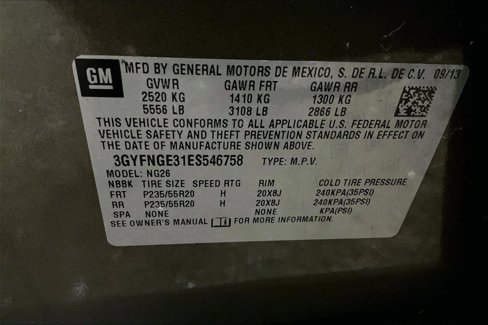 GM
MFD BY GENERAL MOTORS DE MEXICO, S. DE R.L. DE C.V. 09/13
GVWR GAWR FRT GAWR RR
2520 KG 1410 KG 1300 KG
5556 LB 3108 LB 2866 LB
THIS VEHICLE CONFORMS TO ALL APPLICABLE U.S. FEDERAL MOTOR
VEHICLE SAFETY AND THEFT PREVENTION STANDARDS IN EFFECT ON
THE DATE OF MANUFACTURE SHOWN ABOVE.
3GYFNGE31ES546758 TYPE: M.P.V.
MODEL: NG26
NBBK TIRE SIZE SPEED RTG RIM COLD TIRE PRESSURE
FRT P235/55R20 H 20X8J 240KPA(35PSI)
RR P235/55R20 H 20X8J 240KPA(35PSI)
SPA NONE NONE KPA(PSI)
SEE OWNER'S MANUAL FOR MORE INFORMATION.